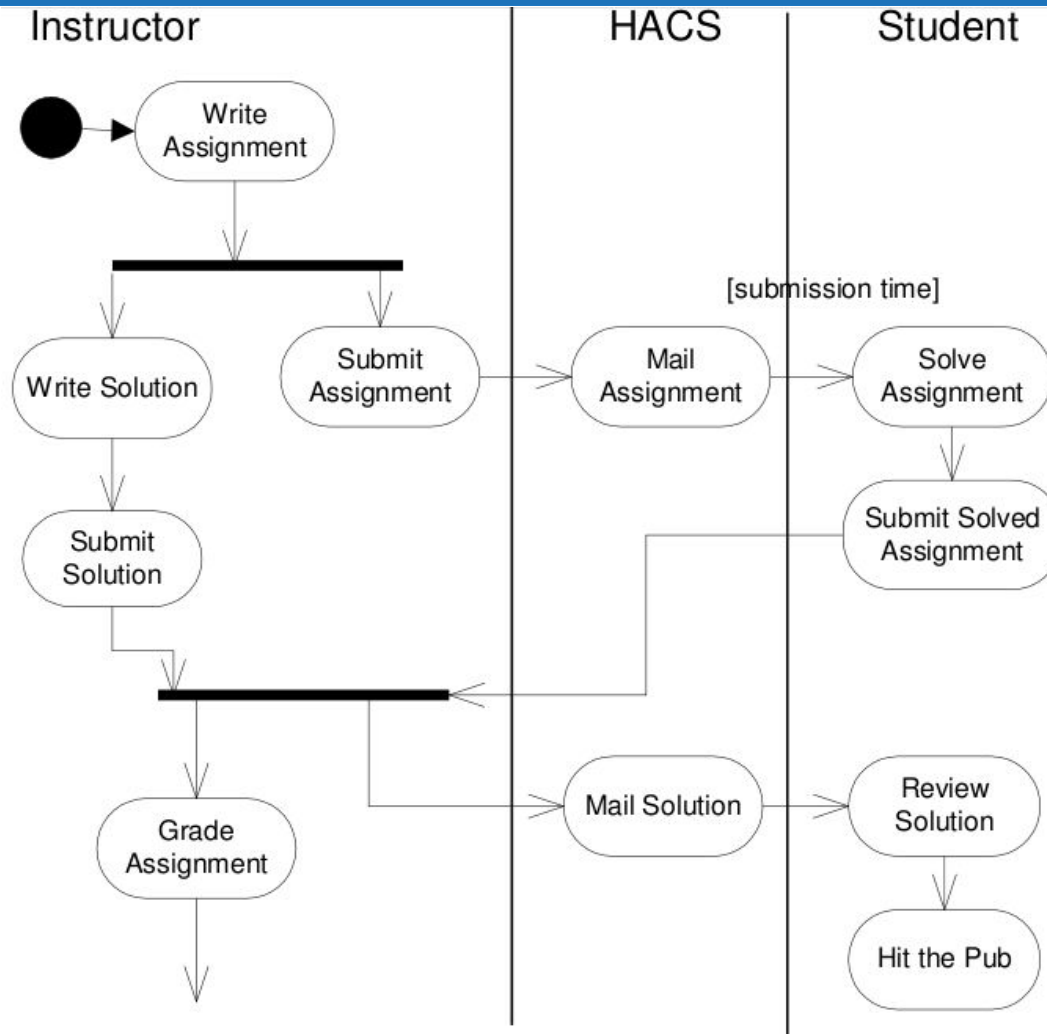 Instructor
HACS
Student
Write
Assignment
[submission time]
Write Solution
Submit
Assignment
Mail
Assignment
Solve
Assignment
Submit
Solution
Submit Solved
Assignment
Grade
Assignment
Mail Solution
Review
Solution
Hit the Pub